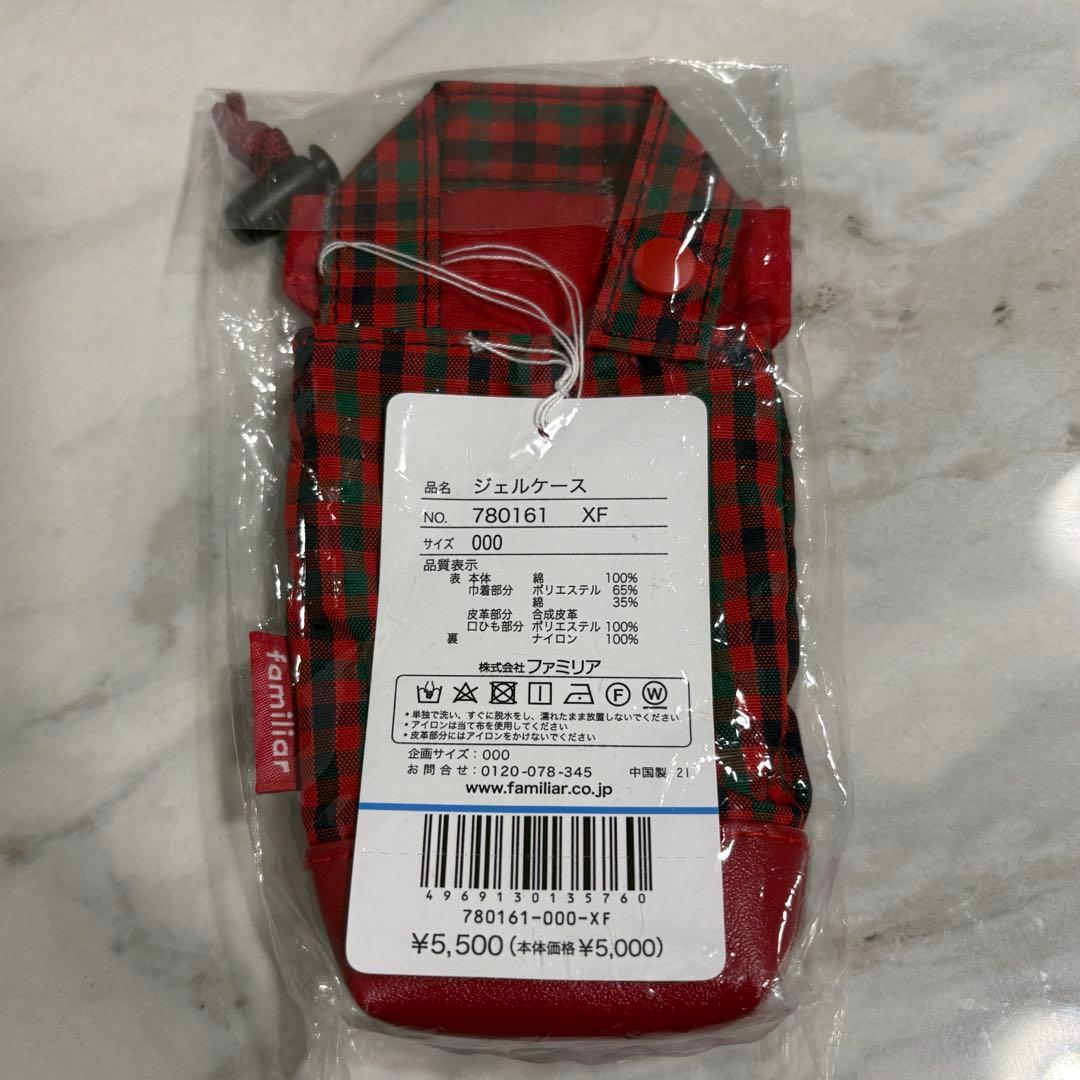 品名 ジェルケース
NO. 780161 XF
サイズ 000
品質表示
表 本体 綿 100%
巾着部分 ポリエステル 65%
綿 35%
皮革部分 合成皮革
口ひも部分 ポリエステル 100%
裏 ナイロン 100%
株式会社 ファミリア
F W
・単独で洗い、すぐに脱水をし、濡れたまま放置しないでください
・アイロンは当て布を使用してください
・皮革部分にはアイロンをかけないでください
企画サイズ：000
お問合せ：0120-078-345 中国製 21
www.familiar.co.jp
4969130135760
780161-000-XF
¥5,500（本体価格¥5,000）
familiar